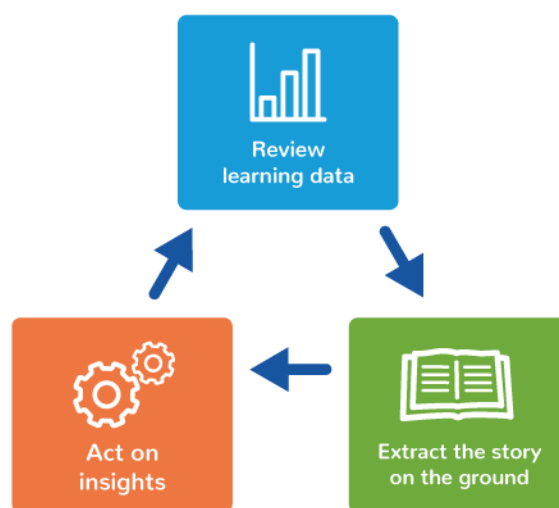 Review
learning data
Extract the story
on the ground
Act on
insights